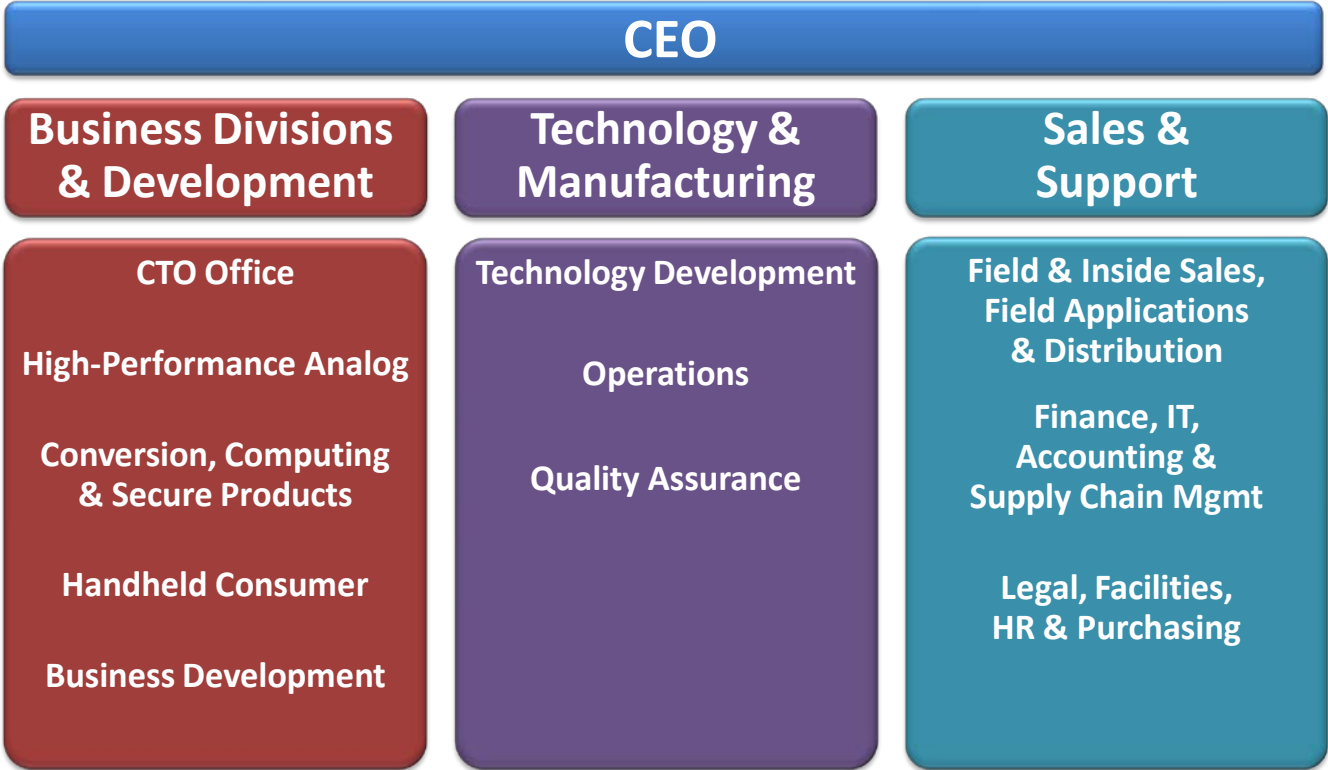 CEO
Business Divisions
& Development
CTO Office
High-Performance Analog
Conversion, Computing
& Secure Products
Handheld Consumer
Business Development
Technology &
Manufacturing
Technology Development
Operations
Quality Assurance
Sales &
Support
Field & Inside Sales,
Field Applications
& Distribution
Finance, IT,
Accounting &
Supply Chain Mgmt
Legal, Facilities,
HR & Purchasing